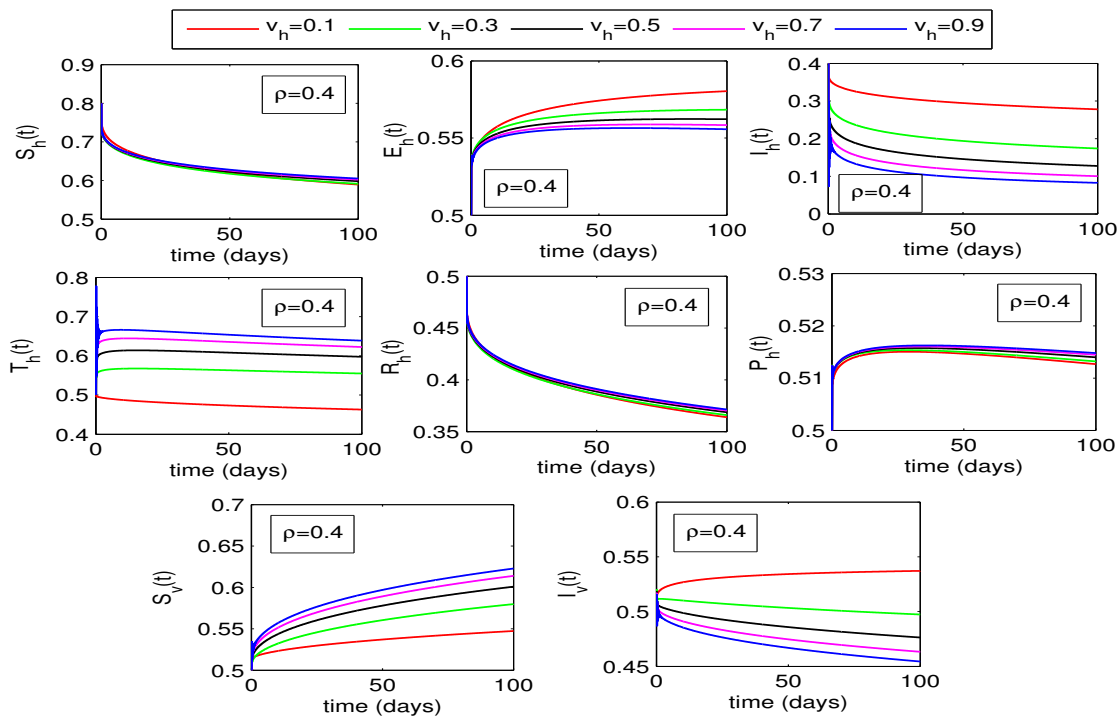 v_h=0.1 v_h=0.3 v_h=0.5 v_h=0.7 v_h=0.9
S_h(t)
0.9
0.8
0.7
0.6
0.5
ρ=0.4
0 50 100
time (days)
E_h(t)
0.6
0.55
0.5
ρ=0.4
0 50 100
time (days)
I_h(t)
0.4
0.3
0.2
0.1
0
ρ=0.4
0 50 100
time (days)
T_h(t)
0.8
0.7
0.6
0.5
0.4
ρ=0.4
0 50 100
time (days)
R_h(t)
0.5
0.45
0.4
0.35
ρ=0.4
0 50 100
time (days)
P_h(t)
0.53
0.52
0.51
0.5
ρ=0.4
0 50 100
time (days)
S_v(t)
0.7
0.65
0.6
0.55
0.5
ρ=0.4
0 50 100
time (days)
I_v(t)
0.6
0.55
0.5
0.45
ρ=0.4
0 50 100
time (days)